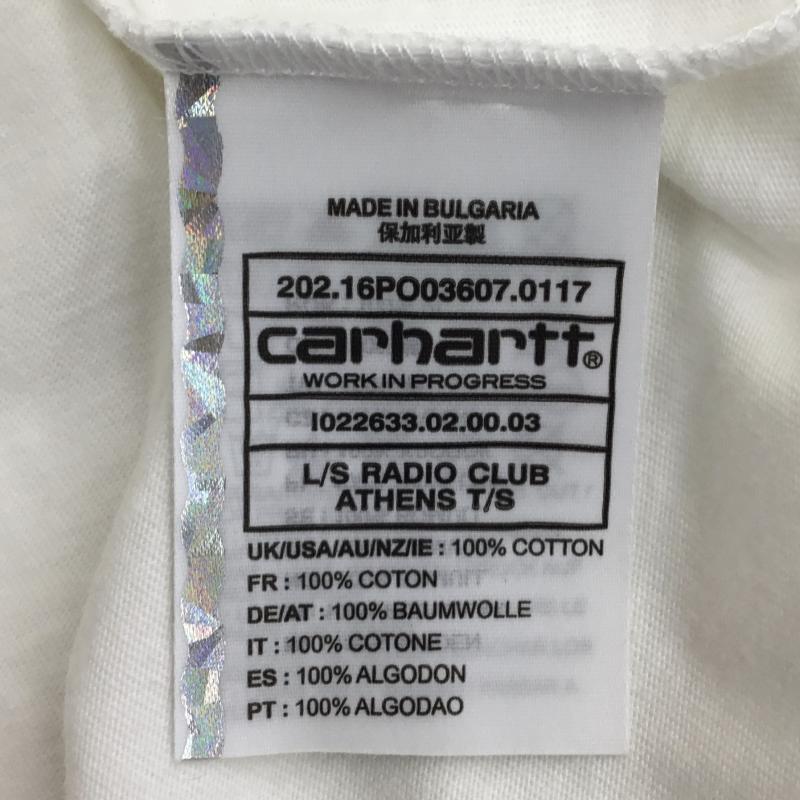 MADE IN BULGARIA
保加利亚製
202.16PO03607.0117
carhartt®
WORK IN PROGRESS
I022633.02.00.03
L/S RADIO CLUB
ATHENS T/S
UK/USA/AU/NZ/IE : 100% COTTON
FR : 100% COTON
DE/AT : 100% BAUMWOLLE
IT : 100% COTONE
ES : 100% ALGODON
PT : 100% ALGODAO